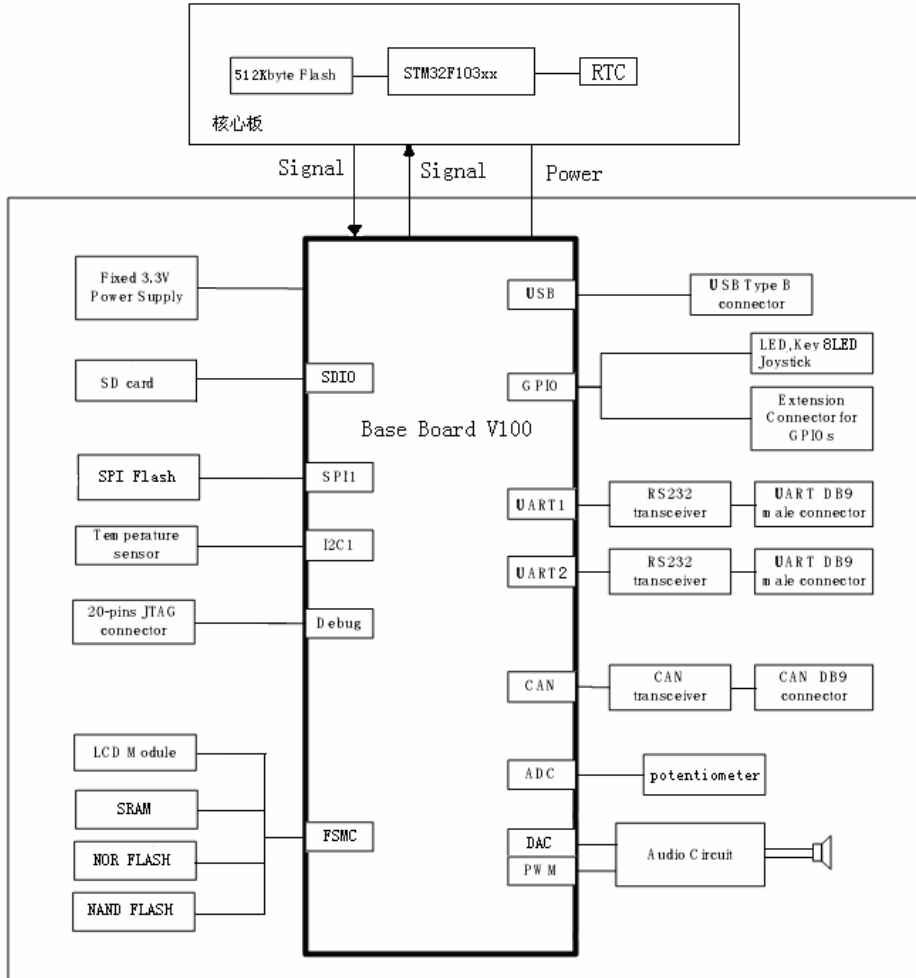 512Kbyte Flash
STM32F103xx
RTC
核心板
Signal
Signal
Power
Fixed 3.3V
Power Supply
SD card
SPI Flash
Temperature
sensor
20-pins JTAG
connector
LCD Module
SRAM
NOR FLASH
NAND FLASH
SDIO
SPI1
I2C1
Debug
FSMC
Base Board V100
USB
GPIO
UART1
UART2
CAN
ADC
DAC
PWM
USB Type B
connector
LED,Key 8LED
Joystick
Extension
Connector for
GPIOs
RS232
transceiver
UART DB9
male connector
RS232
transceiver
UART DB9
male connector
CAN
transceiver
CAN DB9
connector
potentiometer
Audio Circuit